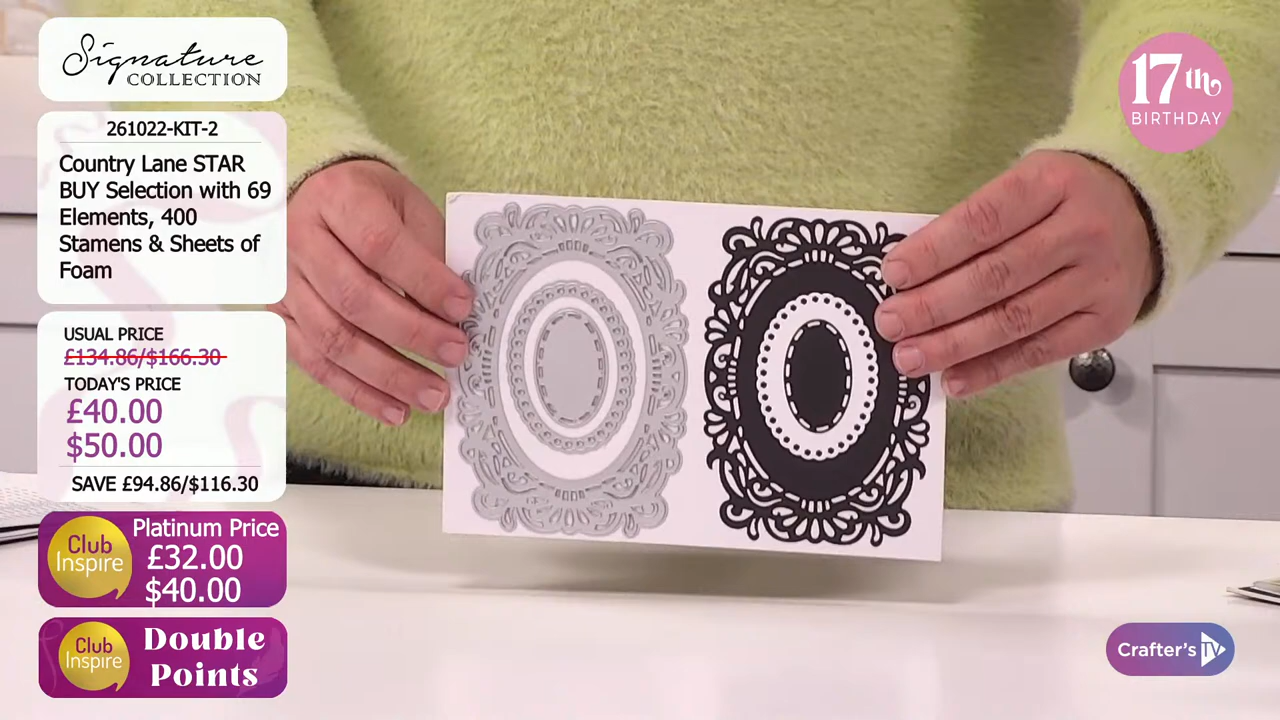 Signature
COLLECTION
261022-KIT-2
Country Lane STAR
BUY Selection with 69
Elements, 400
Stamens & Sheets of
Foam
USUAL PRICE
£134.86/$166.30
TODAY'S PRICE
£40.00
$50.00
SAVE £94.86/$116.30
Club
Inspire
Platinum Price
£32.00
$40.00
Club
Inspire
Double
Points
17th
BIRTHDAY
Crafter's TV